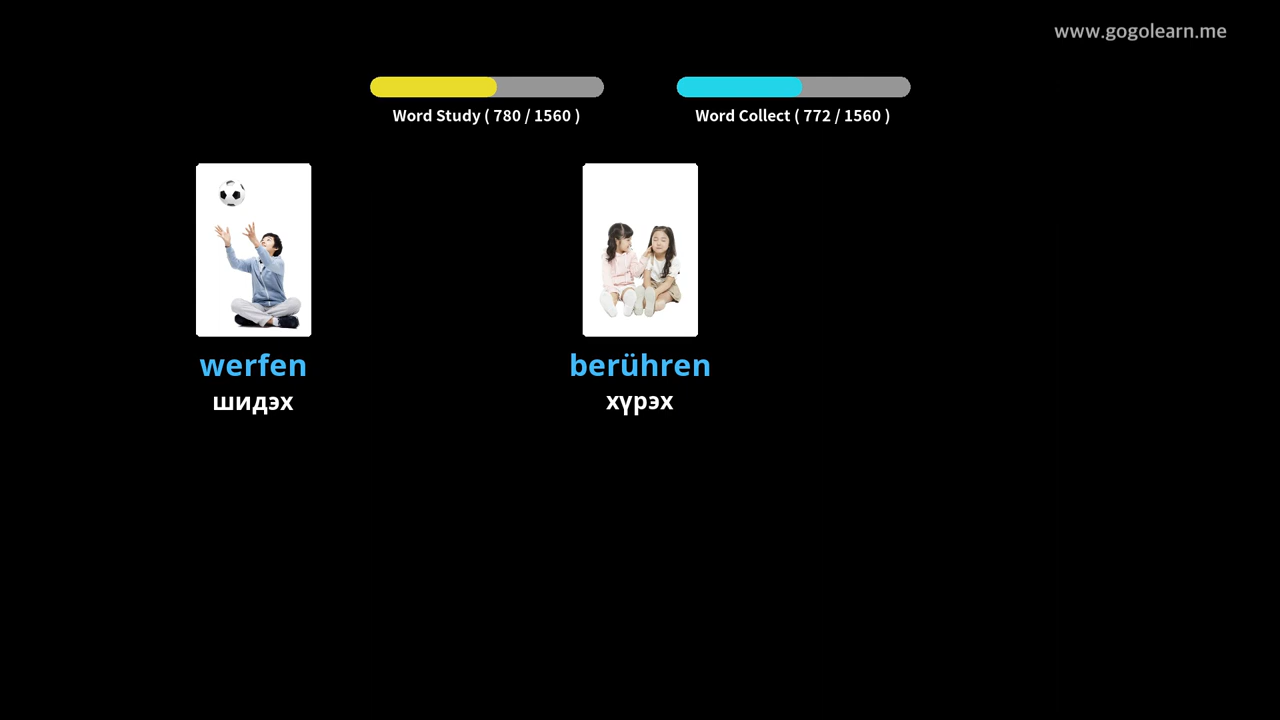 www.gogolearn.me
Word Study ( 780 / 1560 )
Word Collect ( 772 / 1560 )
werfen
шидэх
berühren
хүрэх